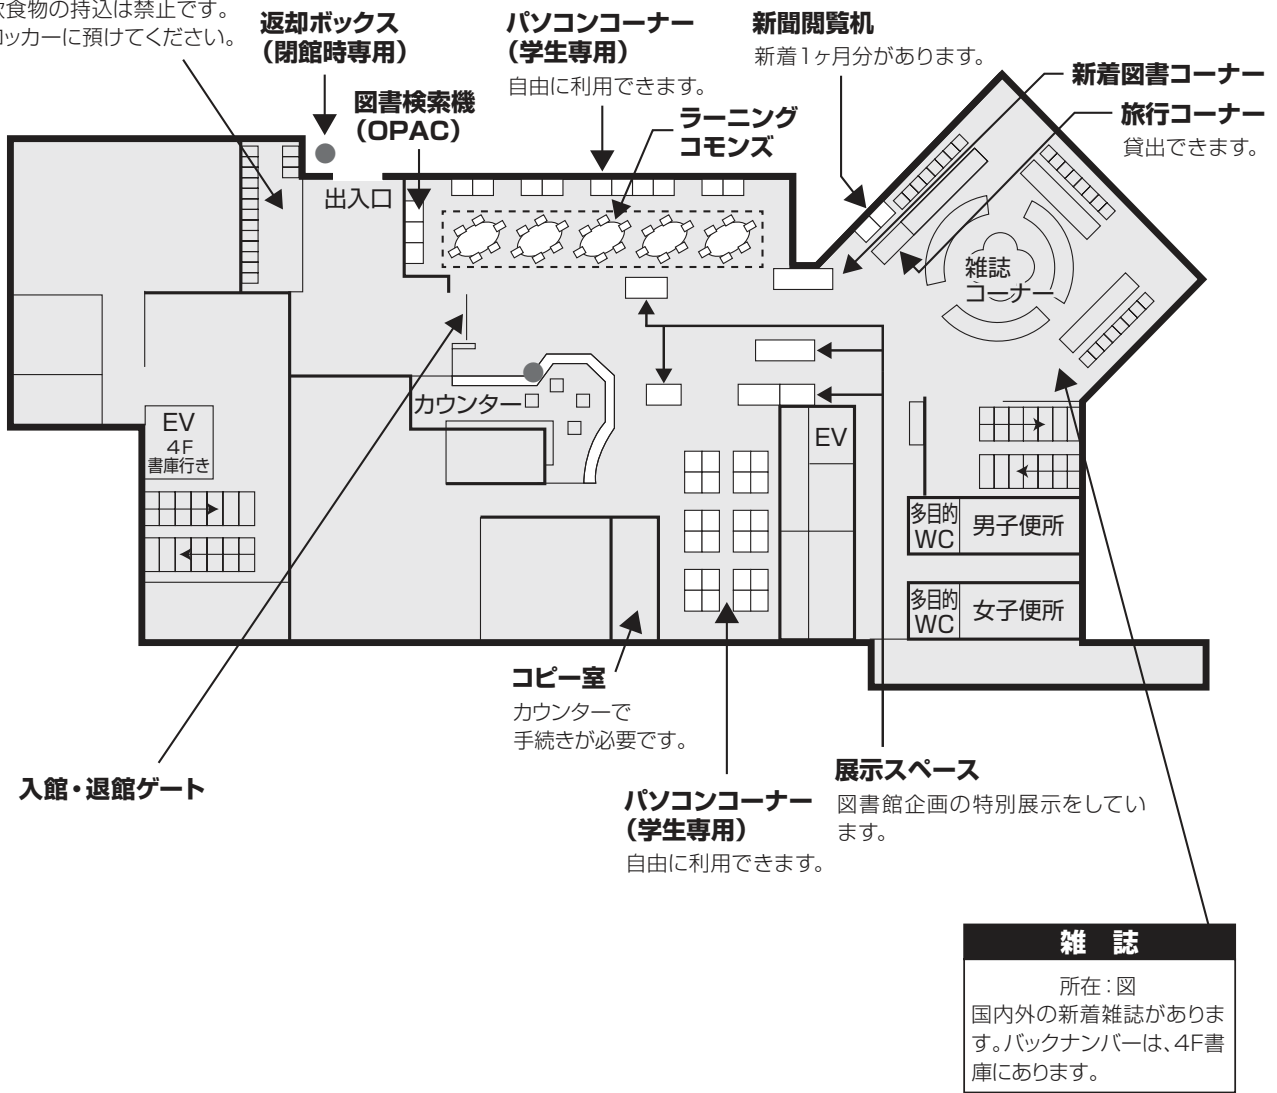 飲食物の持込は禁止です。
ロッカーに預けてください。
返却ボックス
（閉館時専用）
図書検索機
（OPAC）
パソコンコーナー
（学生専用）
自由に利用できます。
ラーニング
コモンズ
新聞閲覧机
新着1ヶ月分があります。
新着図書コーナー
旅行コーナー
貸出できます。
出入口
雑誌
コーナー
カウンター
EV
4F
書庫行き
EV
多目的
WC
男子便所
多目的
WC
女子便所
コピー室
カウンターで
手続きが必要です。
入館・退館ゲート
パソコンコーナー
（学生専用）
自由に利用できます。
展示スペース
図書館企画の特別展示をしてい
ます。
雑 誌
所在：図
国内外の新着雑誌がありま
す。バックナンバーは、4F書
庫にあります。